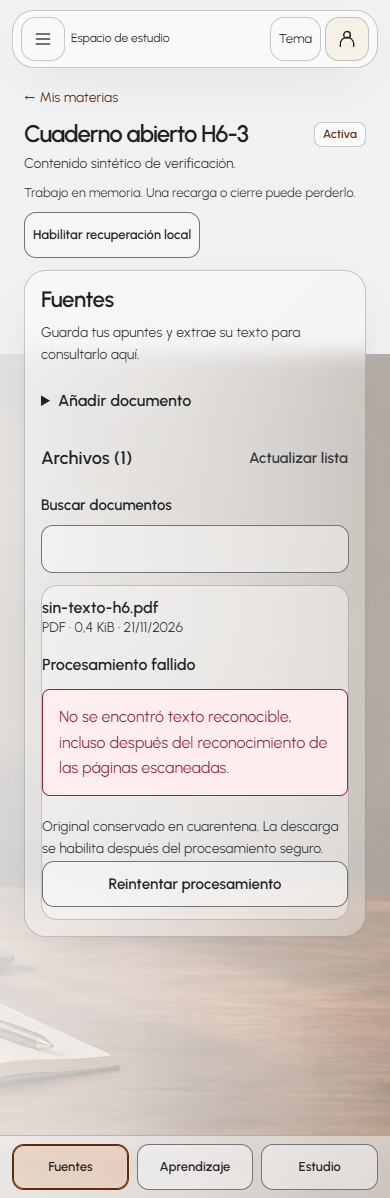 Espacio de estudio
Tema
← Mis materias
Cuaderno abierto H6-3
Activa
Contenido sintético de verificación.
Trabajo en memoria. Una recarga o cierre puede perderlo.
Habilitar recuperación local
Fuentes
Guarda tus apuntes y extrae su texto para
consultarlo aquí.
▶ Añadir documento
Archivos (1)
Actualizar lista
Buscar documentos
sin-texto-h6.pdf
PDF · 0,4 KiB · 21/11/2026
Procesamiento fallido
No se encontró texto reconocible,
incluso después del reconocimiento de
las páginas escaneadas.
Original conservado en cuarentena. La descarga
se habilita después del procesamiento seguro.
Reintentar procesamiento
Fuentes
Aprendizaje
Estudio